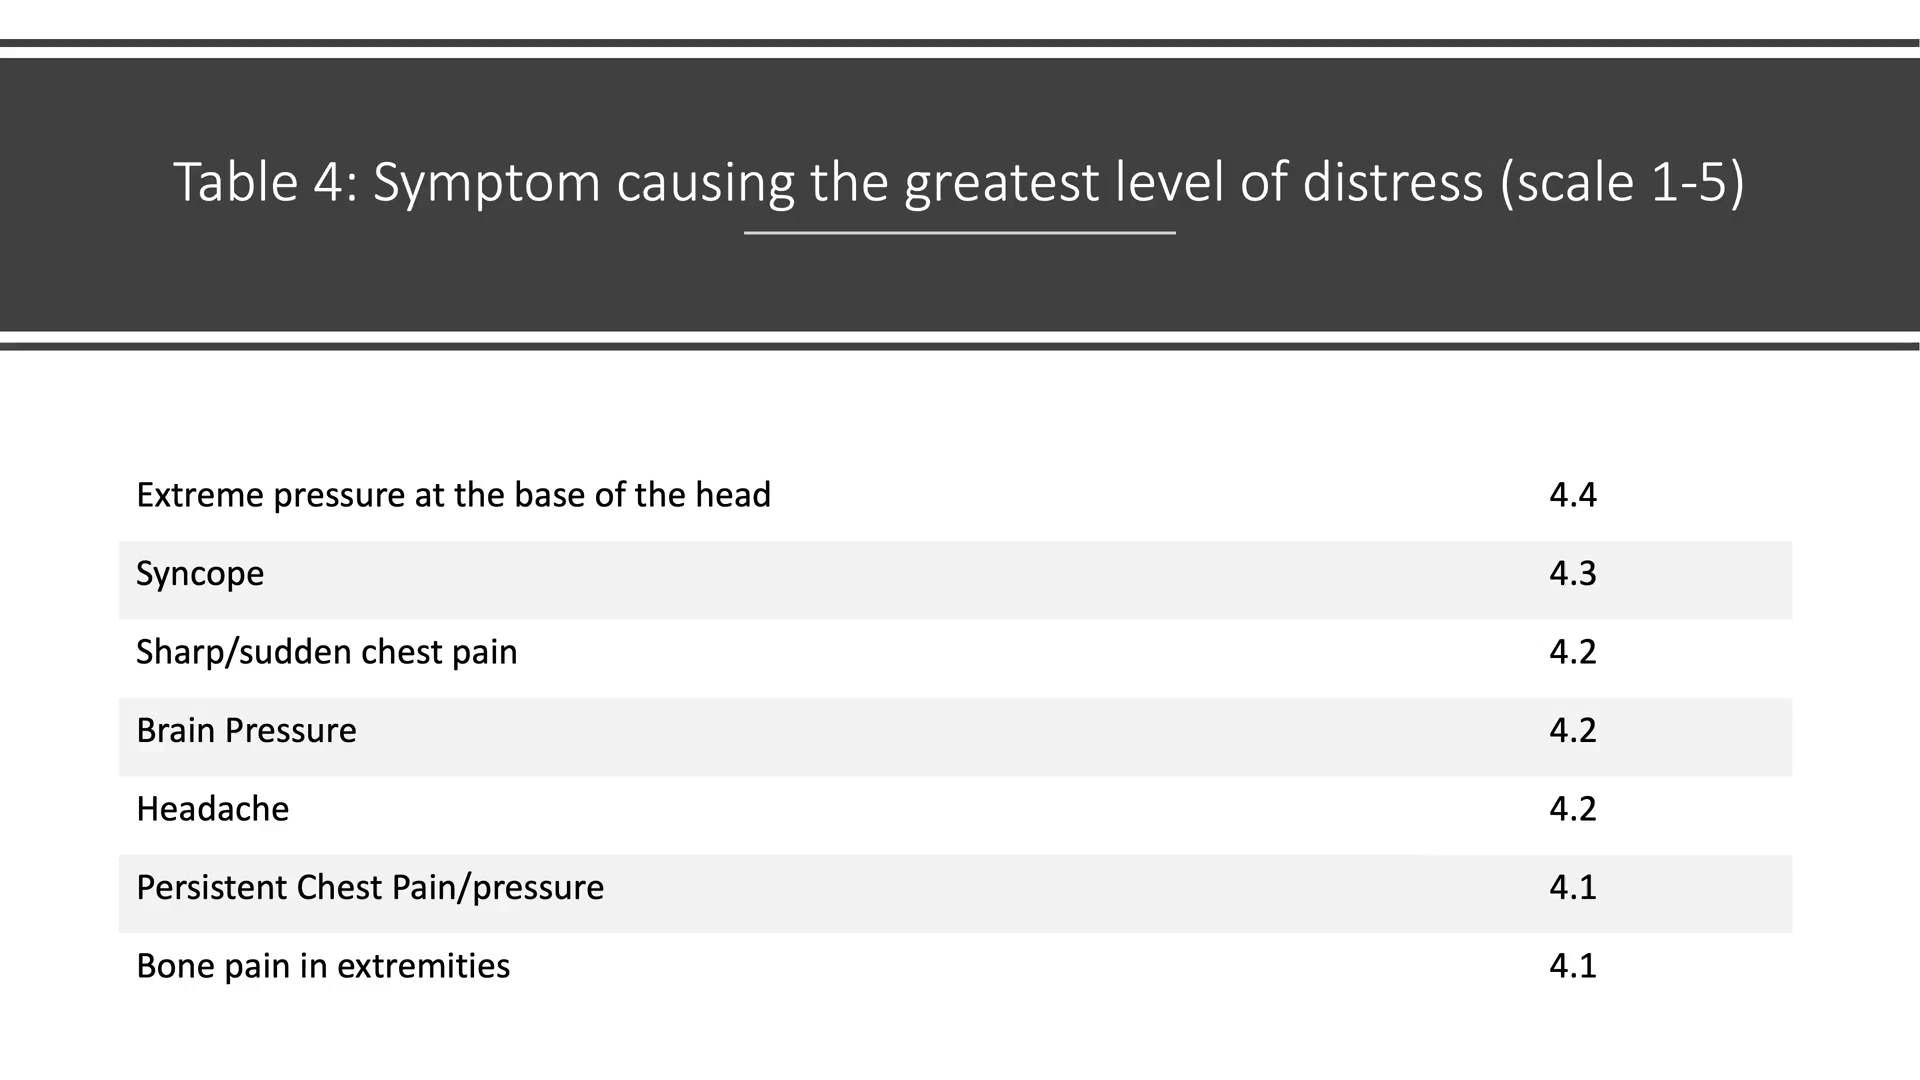 Table 4: Symptom causing the greatest level of distress (scale 1-5)
Extreme pressure at the base of the head 4.4
Syncope 4.3
Sharp/sudden chest pain 4.2
Brain Pressure 4.2
Headache 4.2
Persistent Chest Pain/pressure 4.1
Bone pain in extremities 4.1